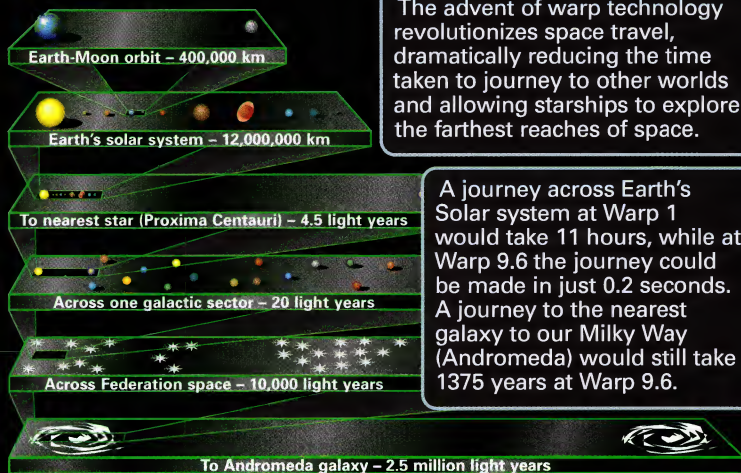 Earth-Moon orbit – 400,000 km
Earth's solar system – 12,000,000 km
To nearest star (Proxima Centauri) – 4.5 light years
Across one galactic sector – 20 light years
Across Federation space – 10,000 light years
To Andromeda galaxy – 2.5 million light years
The advent of warp technology
revolutionizes space travel,
dramatically reducing the time
taken to journey to other worlds
and allowing starships to explore
the farthest reaches of space.
A journey across Earth's
Solar system at Warp 1
would take 11 hours, while at
Warp 9.6 the journey could
be made in just 0.2 seconds.
A journey to the nearest
galaxy to our Milky Way
(Andromeda) would still take
1375 years at Warp 9.6.